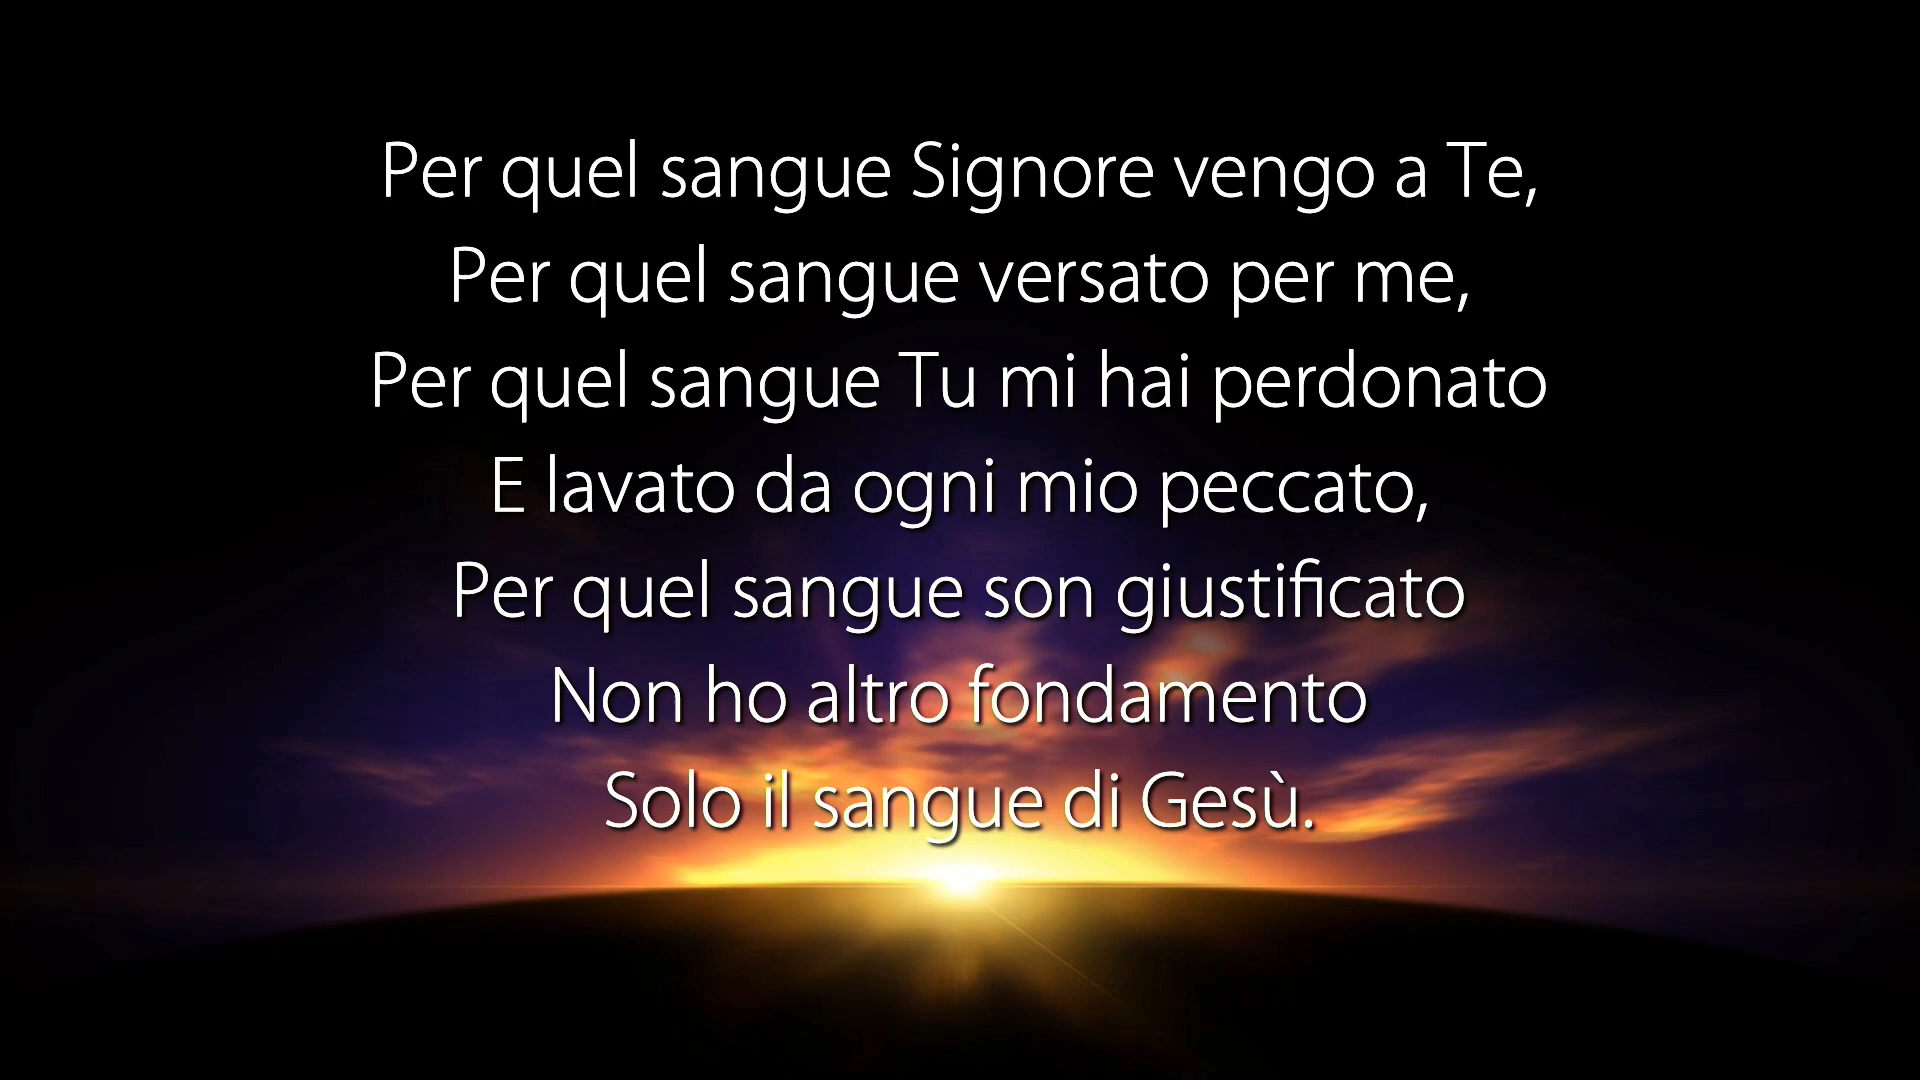 Per quel sangue Signore vengo a Te,
Per quel sangue versato per me,
Per quel sangue Tu mi hai perdonato
E lavato da ogni mio peccato,
Per quel sangue son giustificato
Non ho altro fondamento
Solo il sangue di Gesù.